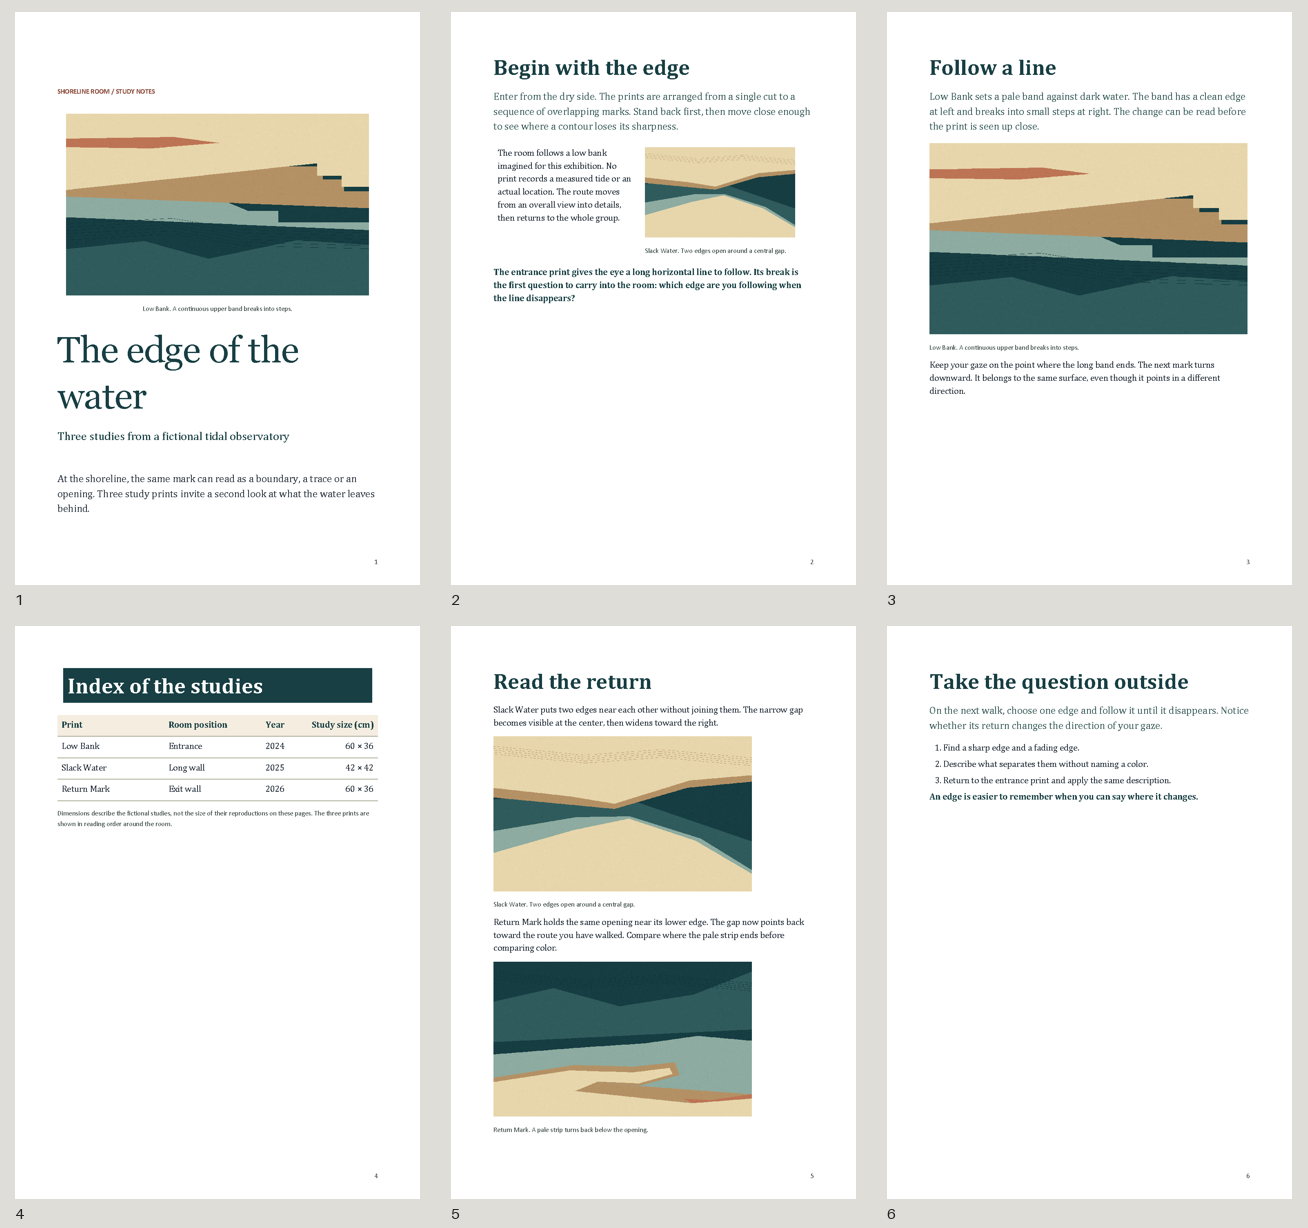 SHORELINE ROOM / STUDY NOTES
Low Bank. A continuous upper band breaks into steps.
The edge of the
water
Three studies from a fictional tidal observatory
At the shoreline, the same mark can read as a boundary, a trace or an
opening. Three study prints invite a second look at what the water leaves
behind.
1
1
Begin with the edge
Enter from the dry side. The prints are arranged from a single cut to a
sequence of overlapping marks. Stand back first, then move close enough
to see where a contour loses its sharpness.
The room follows a low bank
imagined for this exhibition. No
print records a measured tide or an
actual location. The route moves
from an overall view into details,
then returns to the whole group.
Slack Water. Two edges open around a central gap.
The entrance print gives the eye a long horizontal line to follow. Its break is
the first question to carry into the room: which edge are you following when
the line disappears?
2
2
Follow a line
Low Bank sets a pale band against dark water. The band has a clean edge
at left and breaks into small steps at right. The change can be read before
the print is seen up close.
Low Bank. A continuous upper band breaks into steps.
Keep your gaze on the point where the long band ends. The next mark turns
downward. It belongs to the same surface, even though it points in a different
direction.
3
3
Index of the studies
Print Room position Year Study size (cm)
Low Bank Entrance 2024 60 × 36
Slack Water Long wall 2025 42 × 42
Return Mark Exit wall 2026 60 × 36
Dimensions describe the fictional studies, not the size of their reproductions on these pages. The three prints are
shown in reading order around the room.
4
4
Read the return
Slack Water puts two edges near each other without joining them. The narrow gap
becomes visible at the center, then widens toward the right.
Slack Water. Two edges open around a central gap.
Return Mark holds the same opening near its lower edge. The gap now points back
toward the route you have walked. Compare where the pale strip ends before
comparing color.
Return Mark. A pale strip turns back below the opening.
5
5
Take the question outside
On the next walk, choose one edge and follow it until it disappears. Notice
whether its return changes the direction of your gaze.
1. Find a sharp edge and a fading edge.
2. Describe what separates them without naming a color.
3. Return to the entrance print and apply the same description.
An edge is easier to remember when you can say where it changes.
6
6